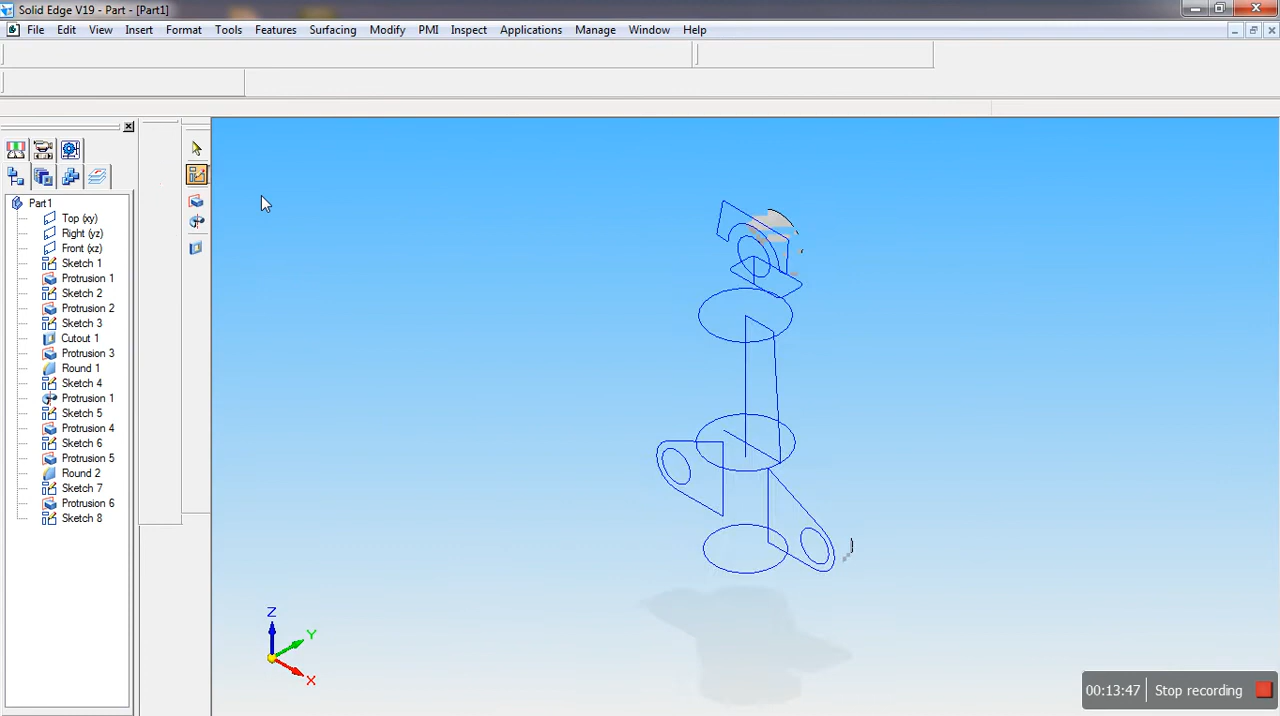 Solid Edge V19 - Part - [Part1]
File Edit View Insert Format Tools Features Surfacing Modify PMI Inspect Applications Manage Window Help
Part1
Top (xy)
Right (yz)
Front (xz)
Sketch 1
Protrusion 1
Sketch 2
Protrusion 2
Sketch 3
Cutout 1
Protrusion 3
Round 1
Sketch 4
Protrusion 1
Sketch 5
Protrusion 4
Sketch 6
Protrusion 5
Round 2
Sketch 7
Protrusion 6
Sketch 8
Z
Y
X
00:13:47 Stop recording